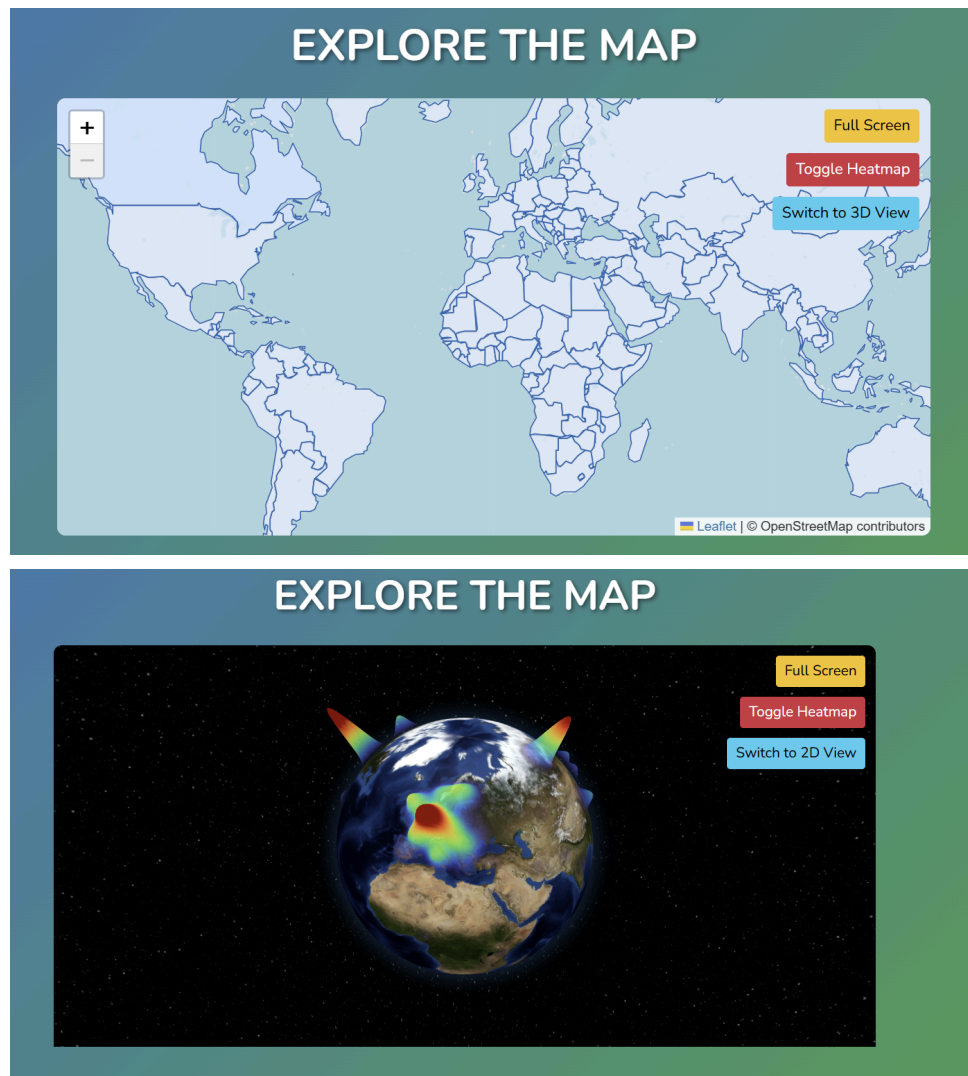 EXPLORE THE MAP
+
−
Full Screen
Toggle Heatmap
Switch to 3D View
Leaflet | © OpenStreetMap contributors
EXPLORE THE MAP
Full Screen
Toggle Heatmap
Switch to 2D View